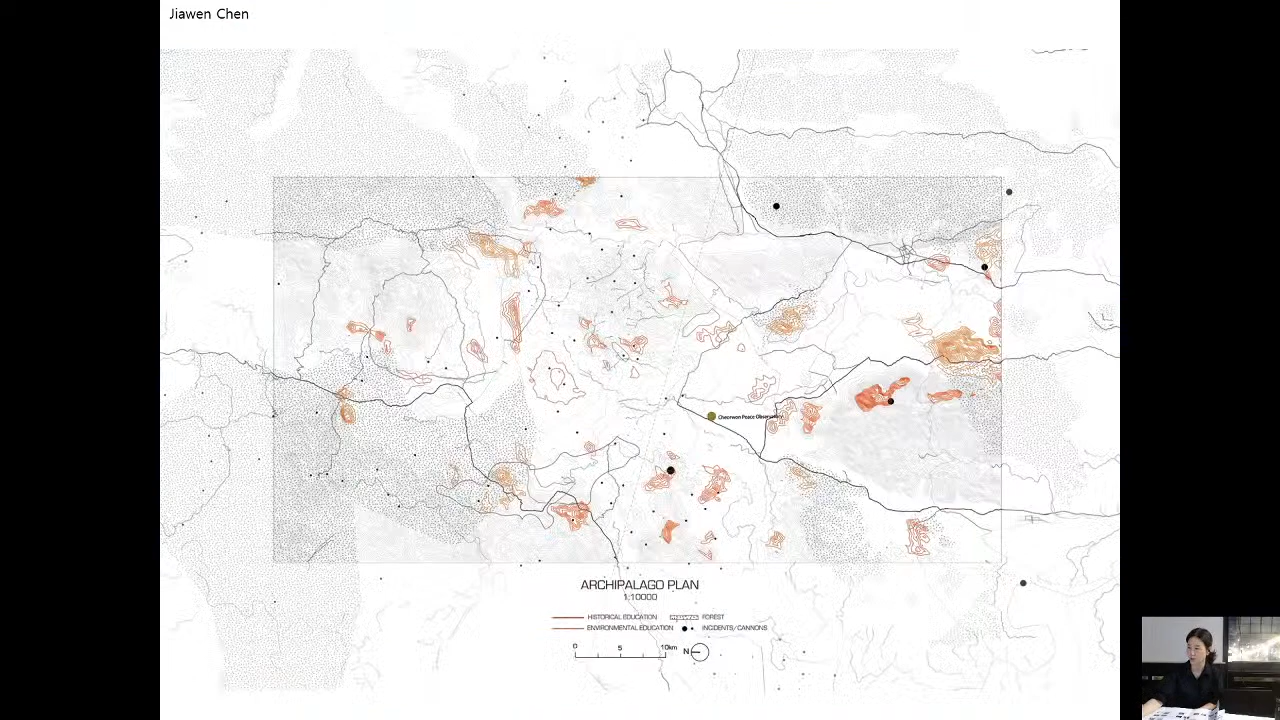 Jiawen Chen
Cheorwon Peace Observatory
ARCHIPALAGO PLAN
1:10000
HISTORICAL EDUCATION
FOREST
ENVIRONMENTAL EDUCATION
INCIDENTS/CANNONS
0 5 10km
N